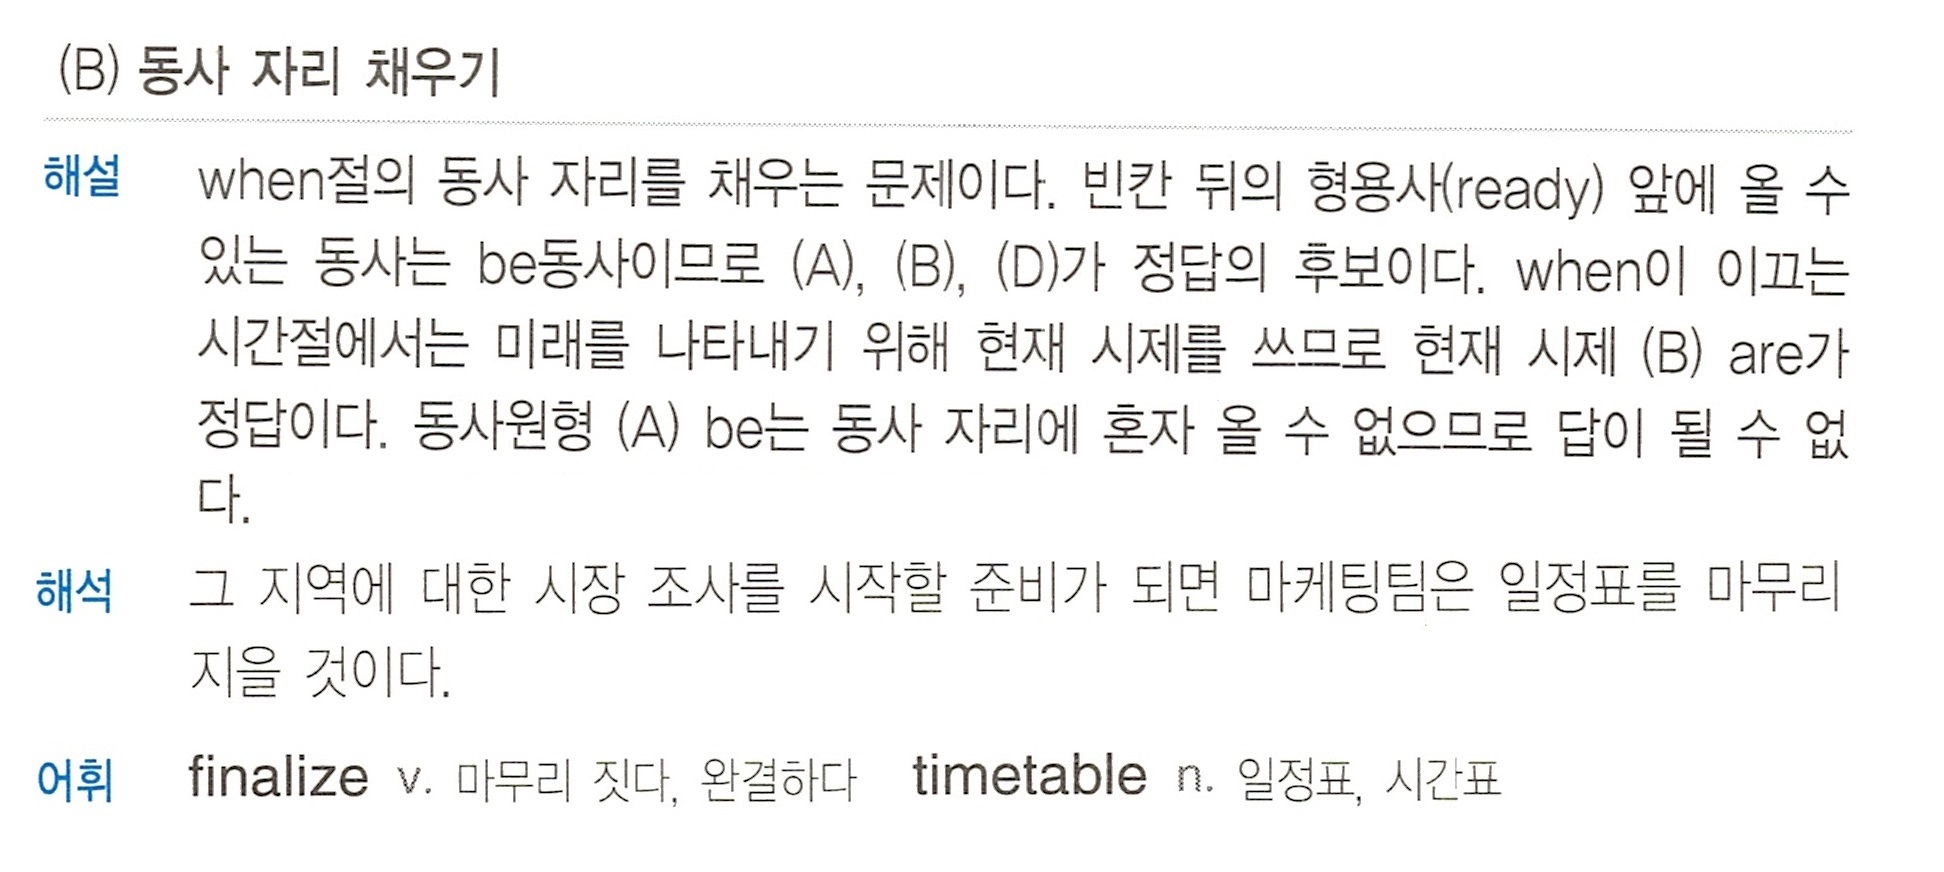 (B) 동사 자리 채우기
해설 when절의 동사 자리를 채우는 문제이다. 빈칸 뒤의 형용사(ready) 앞에 올 수
있는 동사는 be동사이므로 (A), (B), (D)가 정답의 후보이다. when이 이끄는
시간절에서는 미래를 나타내기 위해 현재 시제를 쓰므로 현재 시제 (B) are가
정답이다. 동사원형 (A) be는 동사 자리에 혼자 올 수 없으므로 답이 될 수 없
다.
해석 그 지역에 대한 시장 조사를 시작할 준비가 되면 마케팅팀은 일정표를 마무리
지을 것이다.
어휘 finalize v. 마무리 짓다, 완결하다 timetable n. 일정표, 시간표